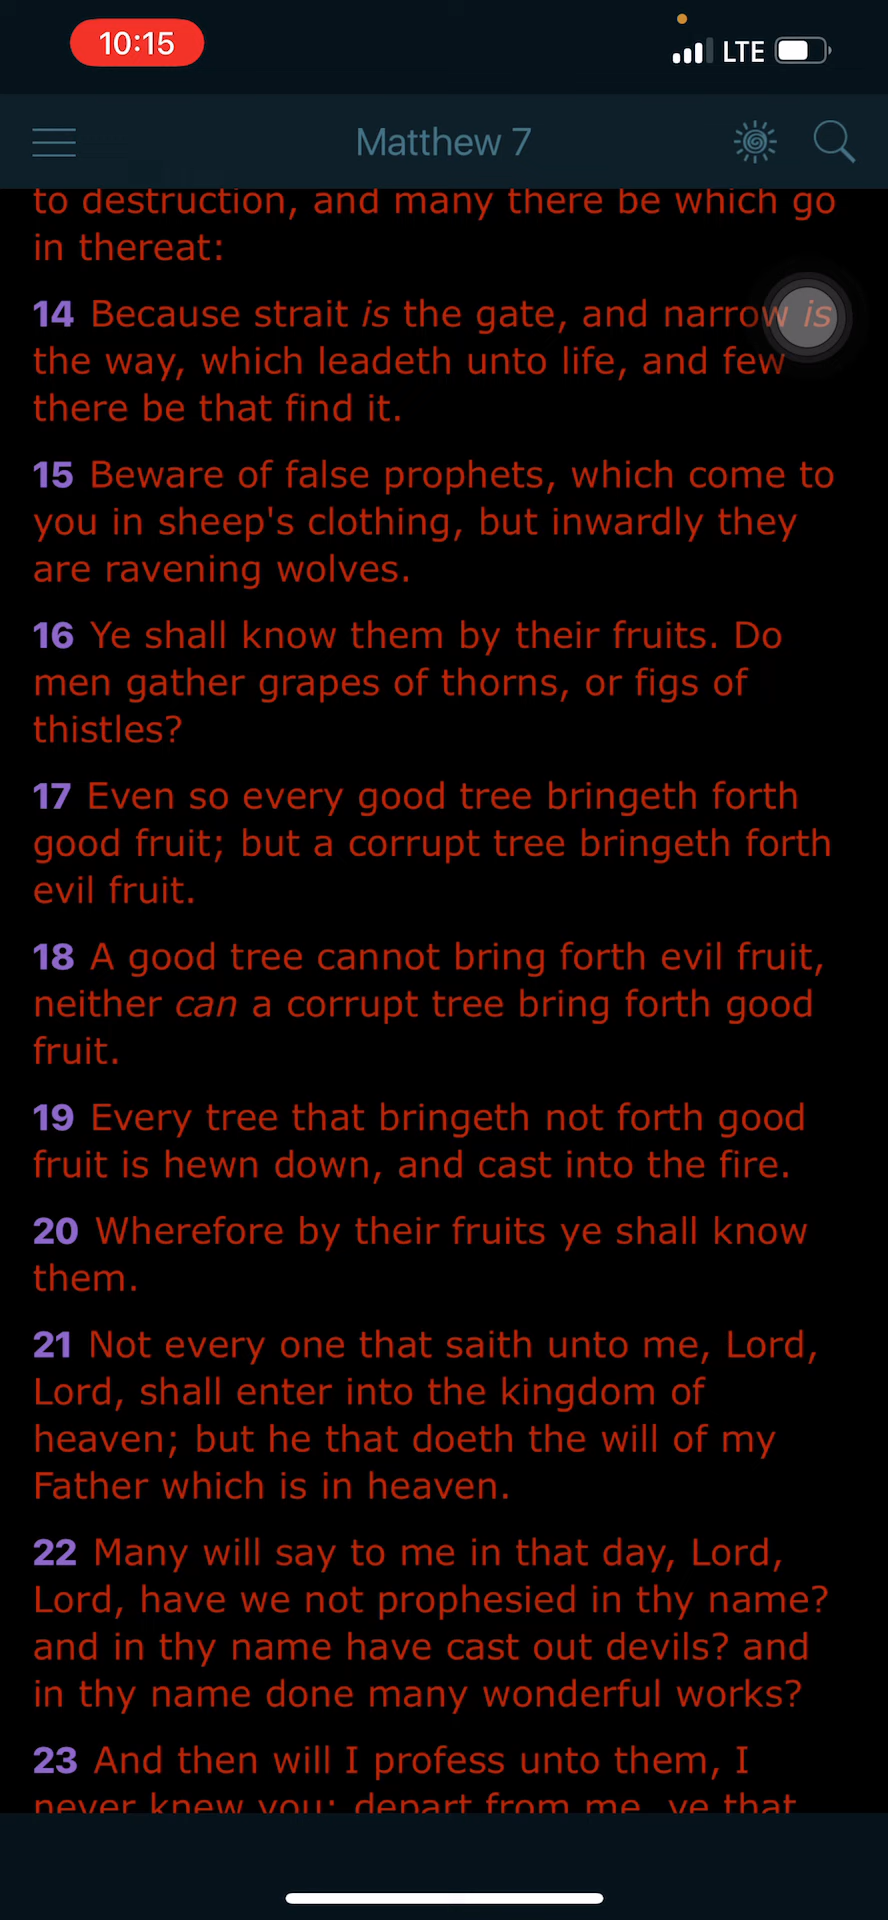 10:15
LTE
Matthew 7
to destruction, and many there be which go
in thereat:
14 Because strait is the gate, and narrow is
the way, which leadeth unto life, and few
there be that find it.
15 Beware of false prophets, which come to
you in sheep's clothing, but inwardly they
are ravening wolves.
16 Ye shall know them by their fruits. Do
men gather grapes of thorns, or figs of
thistles?
17 Even so every good tree bringeth forth
good fruit; but a corrupt tree bringeth forth
evil fruit.
18 A good tree cannot bring forth evil fruit,
neither can a corrupt tree bring forth good
fruit.
19 Every tree that bringeth not forth good
fruit is hewn down, and cast into the fire.
20 Wherefore by their fruits ye shall know
them.
21 Not every one that saith unto me, Lord,
Lord, shall enter into the kingdom of
heaven; but he that doeth the will of my
Father which is in heaven.
22 Many will say to me in that day, Lord,
Lord, have we not prophesied in thy name?
and in thy name have cast out devils? and
in thy name done many wonderful works?
23 And then will I profess unto them, I
never knew you: depart from me, ye that